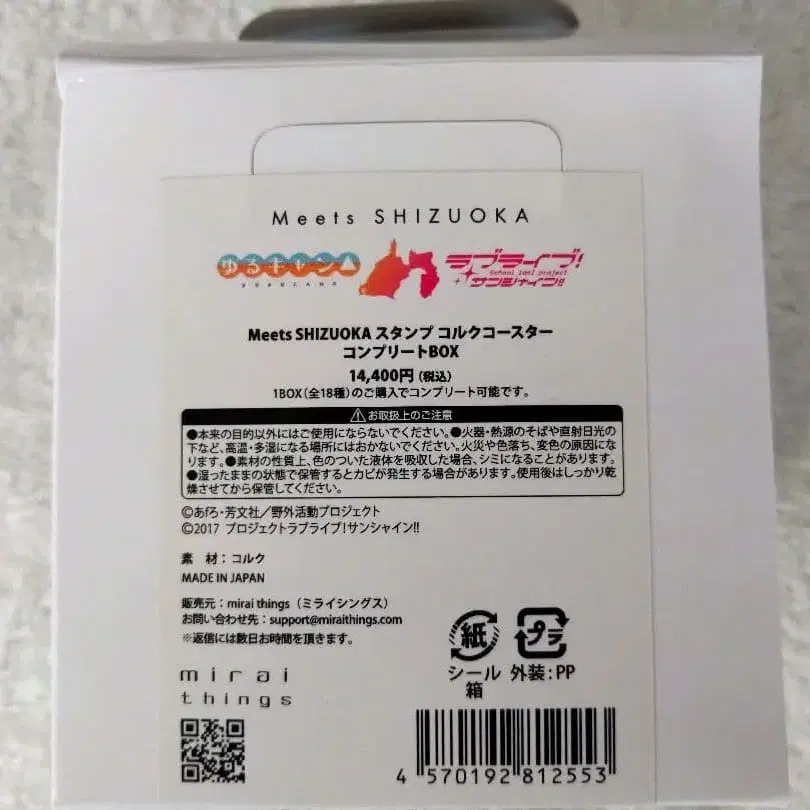 Meets SHIZUOKA
ゆるキャン△
ラブライブ!
School idol project
サンシャイン!!
Meets SHIZUOKA スタンプ コルクコースター
コンプリートBOX
14,400円(税込)
1BOX(全18種)のご購入でコンプリート可能です。
⚠お取扱上のご注意
●本来の目的以外にはご使用にならないでください。●火器・熱源のそばや直射日光の
下など、高温・多湿になる場所にはおかないでください。火災や色落ち、変色の原因にな
ります。●素材の性質上、色のついた液体を吸収した場合、シミになることがあります。
●湿ったままの状態で保管するとカビが発生する場合があります。使用後はしっかり乾
燥させてから保管してください。
©あfろ・芳文社/野外活動プロジェクト
©2017 プロジェクトラブライブ!サンシャイン!!
素 材:コルク
MADE IN JAPAN
販売元:mirai things(ミライシングス)
お問い合わせ先:support@miraithings.com
※返信には数日お時間を頂きます。
mirai
things
紙
プラ
シール 外装:PP
箱
4 570192 812553